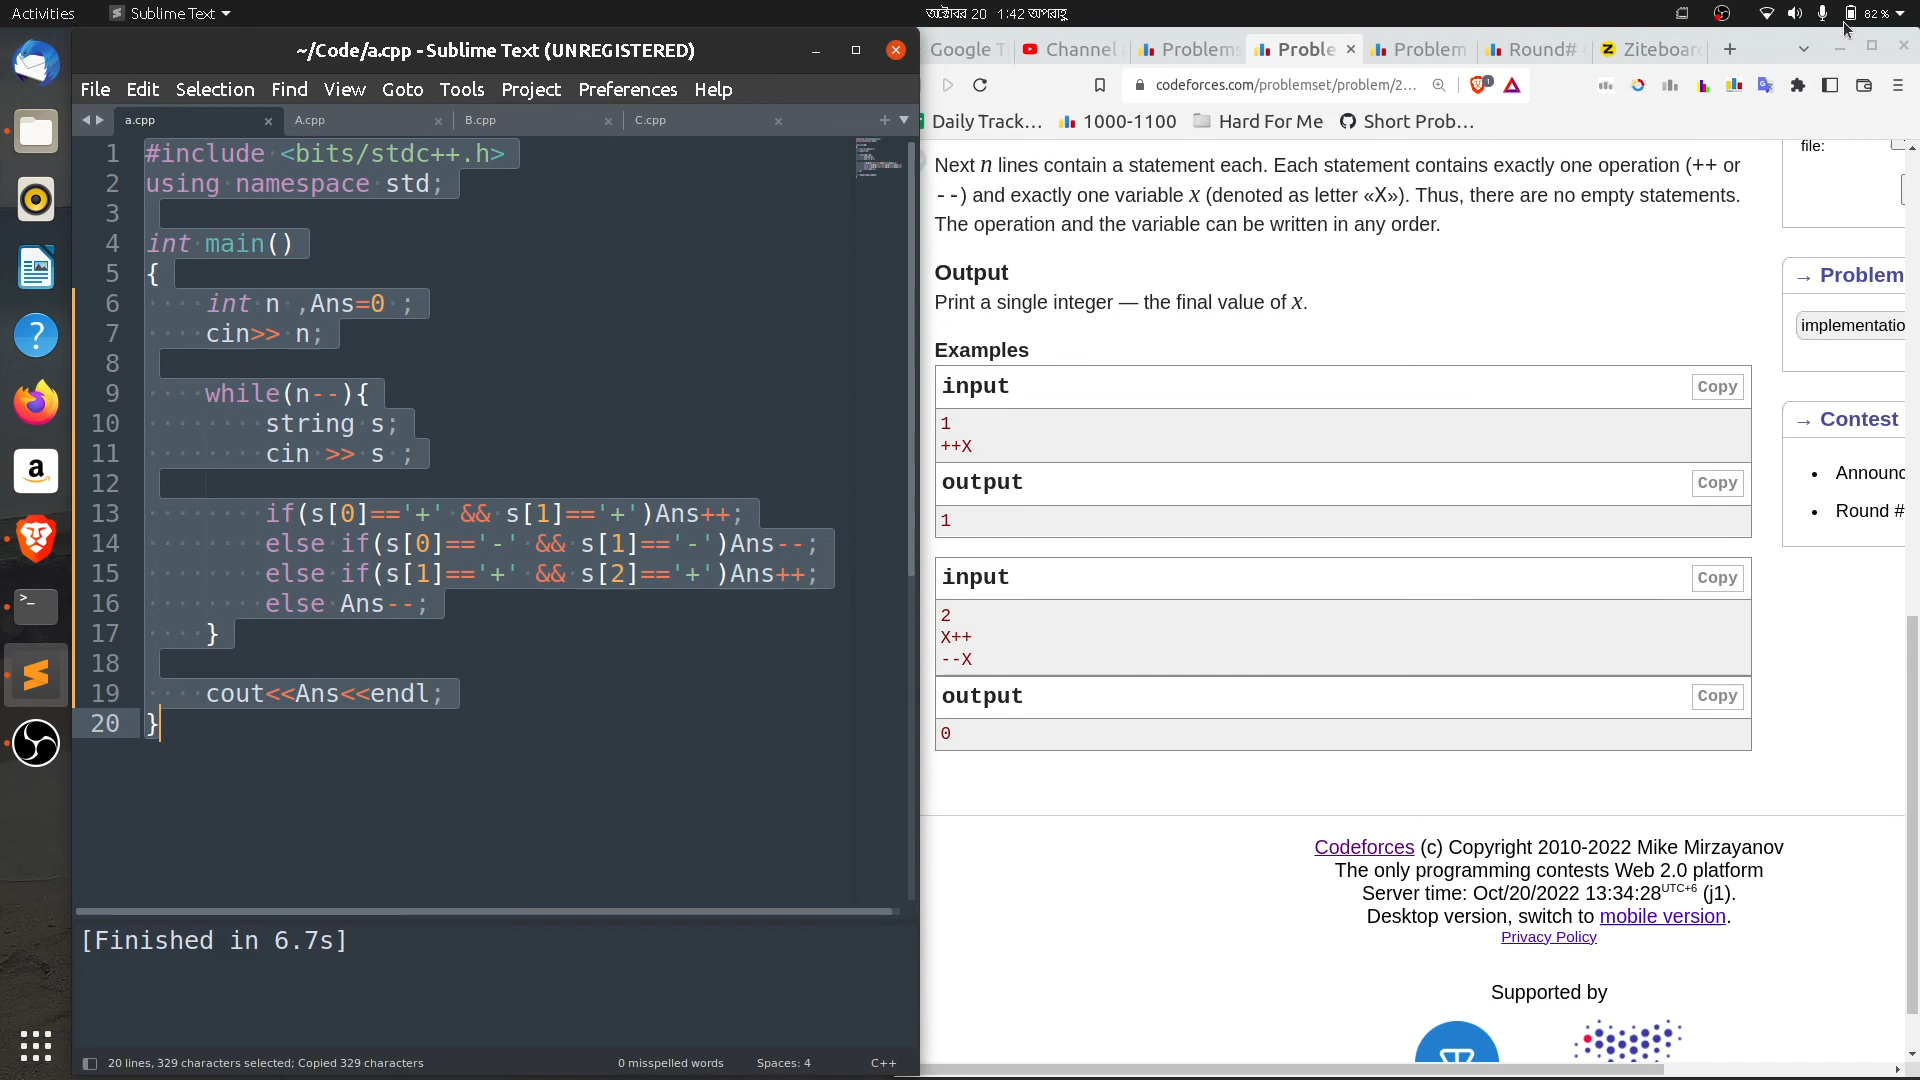 Activities
Sublime Text
অক্টোবর 20 1:42 অপরাহ্ণ
82 %
~/Code/a.cpp - Sublime Text (UNREGISTERED)
File Edit Selection Find View Goto Tools Project Preferences Help
a.cpp A.cpp B.cpp C.cpp
1 #include <bits/stdc++.h>
2 using namespace std;
3
4 int main()
5 {
6 int n ,Ans=0 ;
7 cin>> n;
8
9 while(n--){
10 string s;
11 cin >> s ;
12
13 if(s[0]=='+' && s[1]=='+')Ans++;
14 else if(s[0]=='-' && s[1]=='-')Ans--;
15 else if(s[1]=='+' && s[2]=='+')Ans++;
16 else Ans--;
17 }
18
19 cout<<Ans<<endl;
20 }
[Finished in 6.7s]
20 lines, 329 characters selected; Copied 329 characters
0 misspelled words
Spaces: 4
C++
Google T Channel Problems Proble Problem Round# Ziteboar
codeforces.com/problemset/problem/2...
1
Daily Track... 1000-1100 Hard For Me Short Prob...
Next n lines contain a statement each. Each statement contains exactly one operation (++ or
--) and exactly one variable x (denoted as letter «X»). Thus, there are no empty statements.
The operation and the variable can be written in any order.
Output
Print a single integer — the final value of x.
Examples
input
Copy
1
++X
output
Copy
1
input
Copy
2
X++
--X
output
Copy
0
file:
→ Problem
implementatio
→ Contest
• Announc
• Round #
Codeforces (c) Copyright 2010-2022 Mike Mirzayanov
The only programming contests Web 2.0 platform
Server time: Oct/20/2022 13:34:28UTC+6 (j1).
Desktop version, switch to mobile version.
Privacy Policy
Supported by